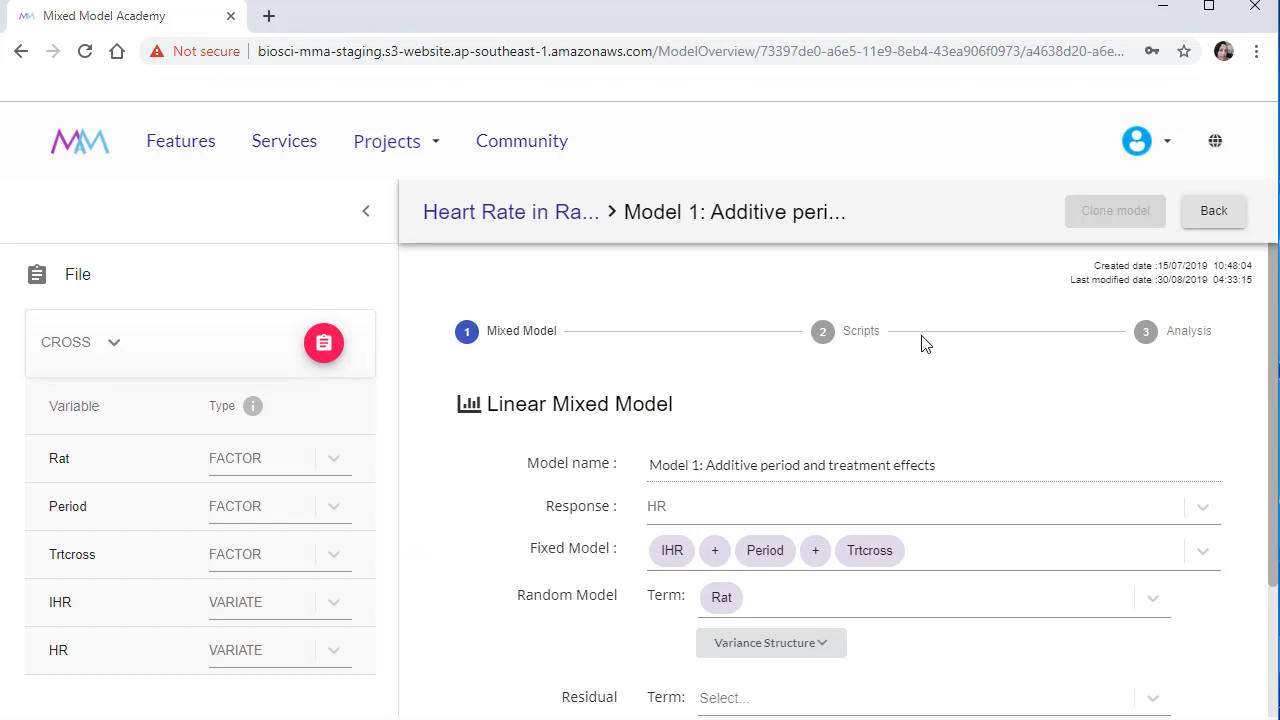 Mixed Model Academy
Not secure
biosci-mma-staging.s3-website.ap-southeast-1.amazonaws.com/ModelOverview/73397de0-a6e5-11e9-8eb4-43ea906f0973/a4638d20-a6e...
MM
Features
Services
Projects
Community
Heart Rate in Ra... > Model 1: Additive peri...
Clone model
Back
Created date :15/07/2019 10:48:04
Last modified date :30/08/2019 04:33:15
File
CROSS
Variable
Type
i
Rat
FACTOR
Period
FACTOR
Trtcross
FACTOR
IHR
VARIATE
HR
VARIATE
1 Mixed Model
2 Scripts
3 Analysis
Linear Mixed Model
Model name :
Model 1: Additive period and treatment effects
Response :
HR
Fixed Model :
IHR + Period + Trtcross
Random Model
Term:
Rat
Variance Structure
Residual
Term:
Select...